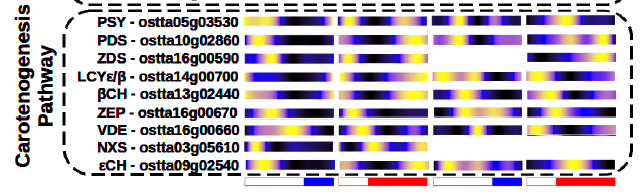 Carotenogenesis
Pathway
PSY - ostta05g03530
PDS - ostta10g02860
ZDS - ostta16g00590
LCYε/β - ostta14g00700
βCH - ostta13g02440
ZEP - ostta16g00670
VDE - ostta16g00660
NXS - ostta03g05610
εCH - ostta09g02540